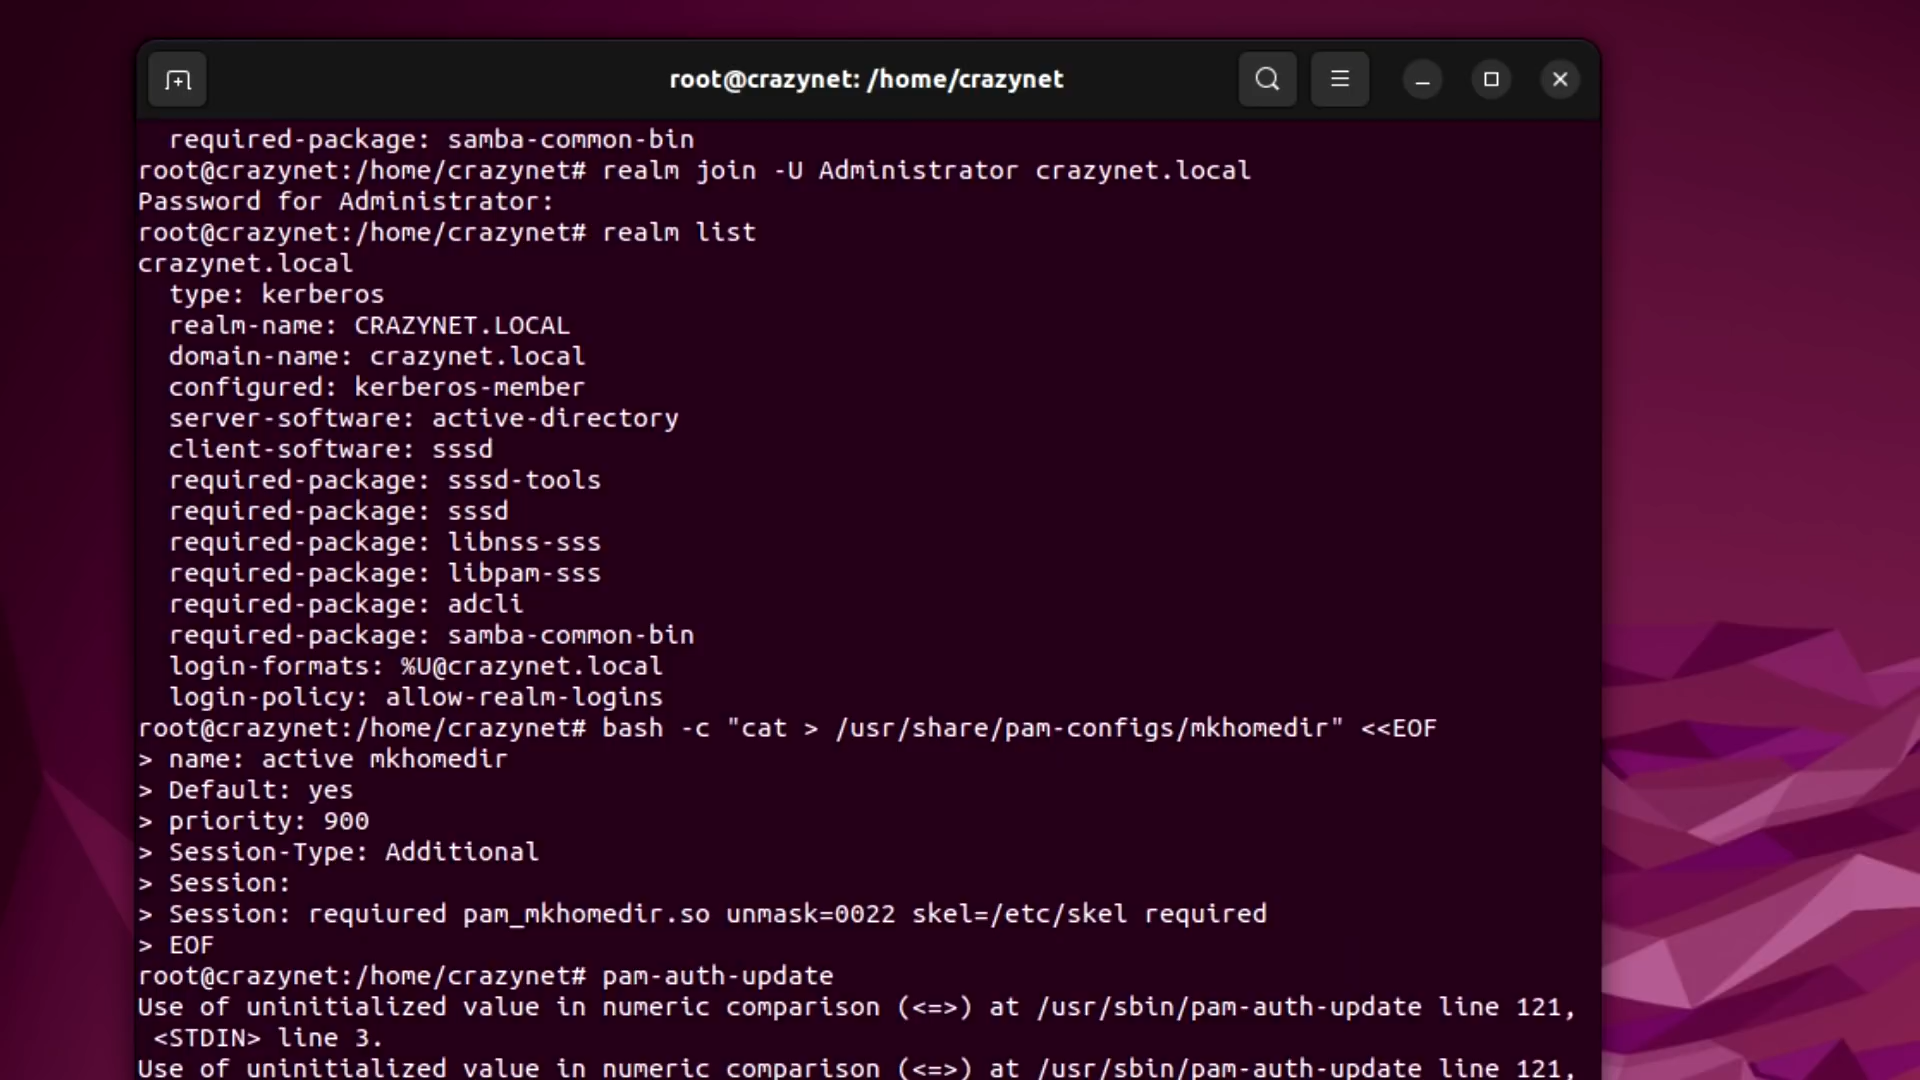 root@crazynet: /home/crazynet
  required-package: samba-common-bin
root@crazynet:/home/crazynet# realm join -U Administrator crazynet.local
Password for Administrator:
root@crazynet:/home/crazynet# realm list
crazynet.local
  type: kerberos
  realm-name: CRAZYNET.LOCAL
  domain-name: crazynet.local
  configured: kerberos-member
  server-software: active-directory
  client-software: sssd
  required-package: sssd-tools
  required-package: sssd
  required-package: libnss-sss
  required-package: libpam-sss
  required-package: adcli
  required-package: samba-common-bin
  login-formats: %U@crazynet.local
  login-policy: allow-realm-logins
root@crazynet:/home/crazynet# bash -c "cat > /usr/share/pam-configs/mkhomedir" <<EOF
> name: active mkhomedir
> Default: yes
> priority: 900
> Session-Type: Additional
> Session:
> Session: requiured pam_mkhomedir.so unmask=0022 skel=/etc/skel required
> EOF
root@crazynet:/home/crazynet# pam-auth-update
Use of uninitialized value in numeric comparison (<=>) at /usr/sbin/pam-auth-update line 121,
 <STDIN> line 3.
Use of uninitialized value in numeric comparison (<=>) at /usr/sbin/pam-auth-update line 121,